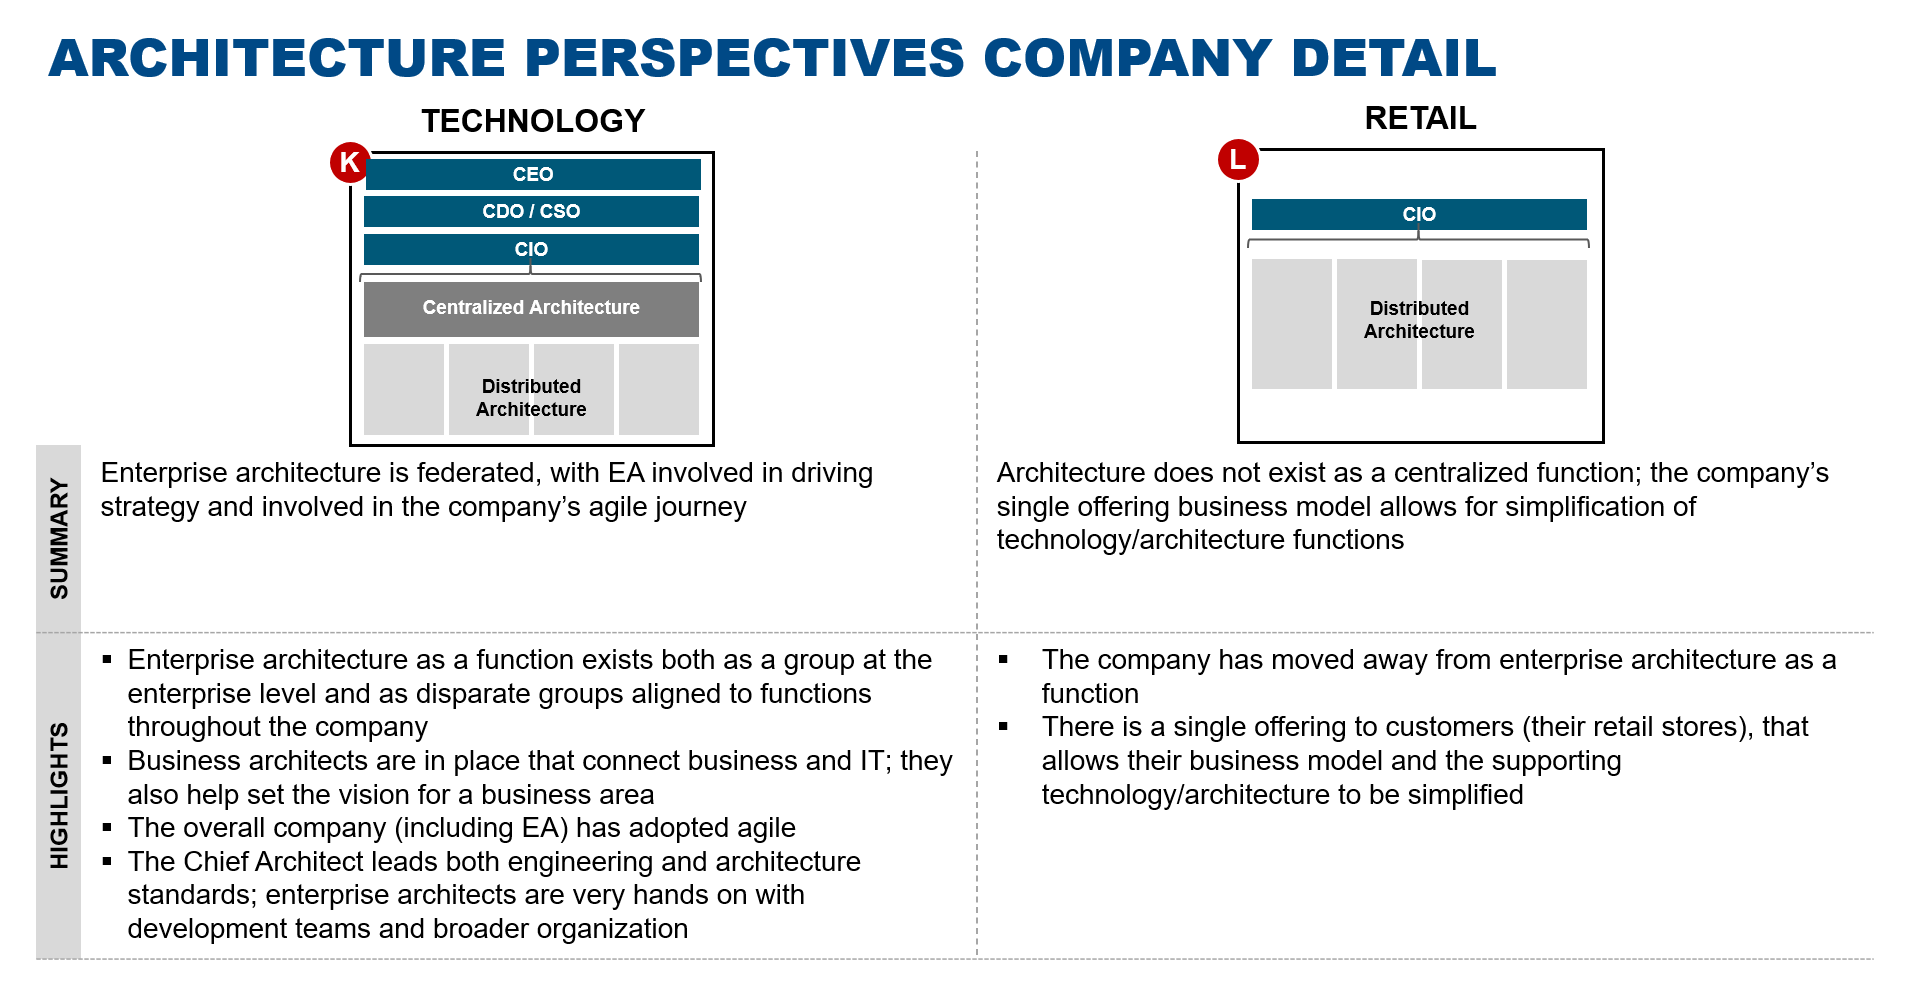 ARCHITECTURE PERSPECTIVES COMPANY DETAIL
TECHNOLOGY
K
CEO
CDO / CSO
CIO
Centralized Architecture
Distributed
Architecture
RETAIL
L
CIO
Distributed
Architecture
SUMMARY
Enterprise architecture is federated, with EA involved in driving
strategy and involved in the company’s agile journey
Architecture does not exist as a centralized function; the company’s
single offering business model allows for simplification of
technology/architecture functions
HIGHLIGHTS
▪ Enterprise architecture as a function exists both as a group at the
enterprise level and as disparate groups aligned to functions
throughout the company
▪ Business architects are in place that connect business and IT; they
also help set the vision for a business area
▪ The overall company (including EA) has adopted agile
▪ The Chief Architect leads both engineering and architecture
standards; enterprise architects are very hands on with
development teams and broader organization
▪ The company has moved away from enterprise architecture as a
function
▪ There is a single offering to customers (their retail stores), that
allows their business model and the supporting
technology/architecture to be simplified